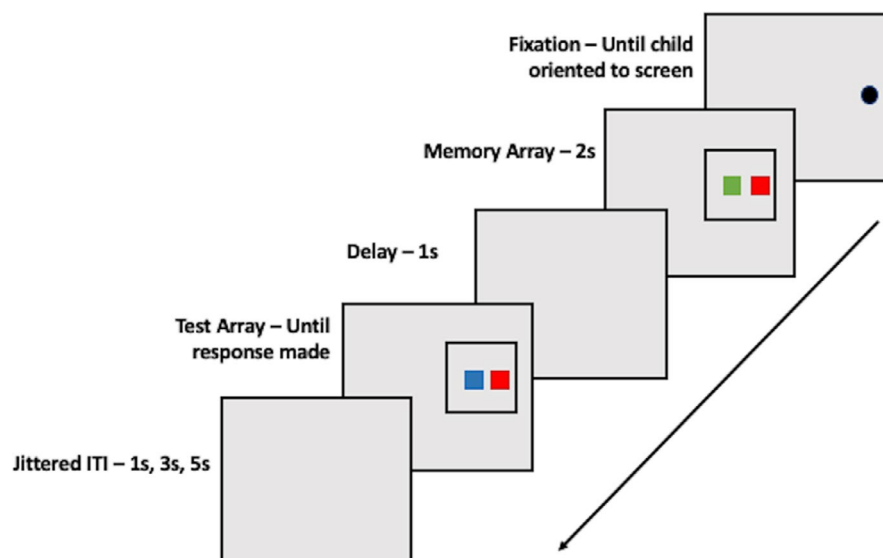 Fixation – Until child
oriented to screen
Memory Array – 2s
Delay – 1s
Test Array – Until
response made
Jittered ITI – 1s, 3s, 5s